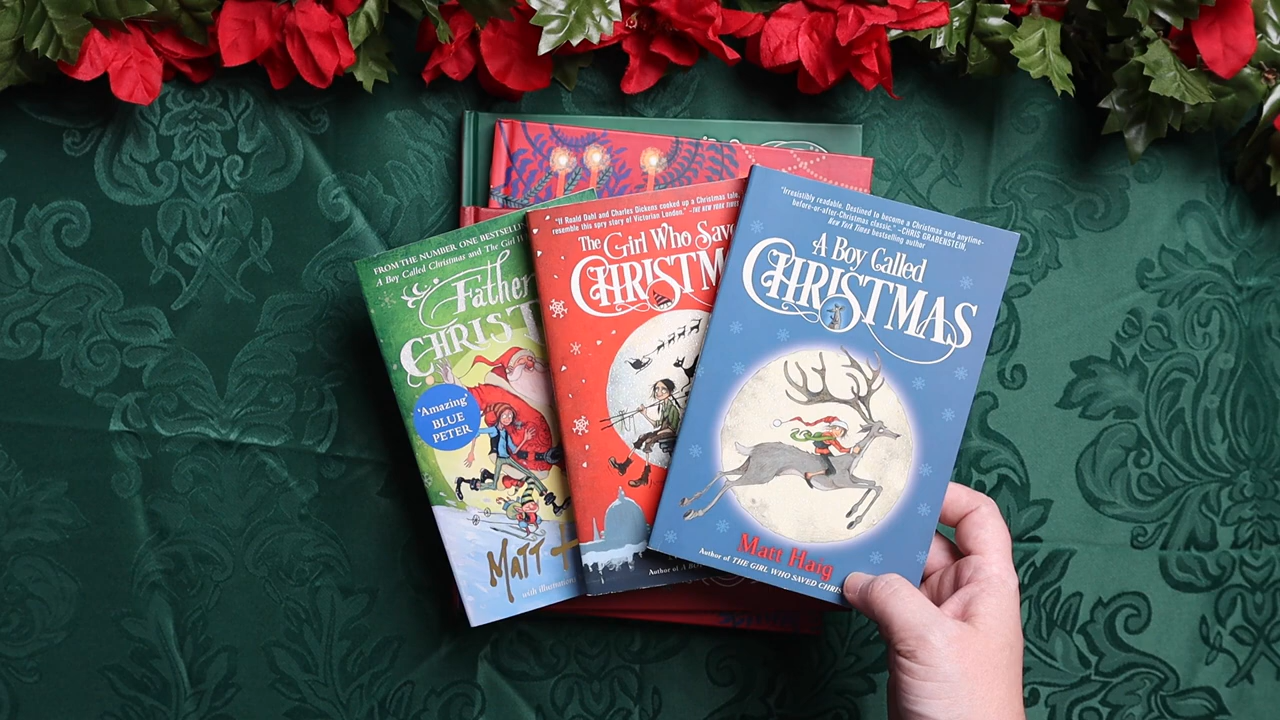 FROM THE NUMBER ONE BESTSELLI
A Boy Called Christmas and The Girl
Father
CHRIST
'Amazing'
BLUE
PETER
MATT
with illustrations
"If Roald Dahl and Charles Dickens cooked up a Christmas tale,
resemble this spry story of Victorian London." –THE NEW YORK TIMES
The Girl Who Save
CHRISTM
Author of A BO
"Irresistibly readable. Destined to become a Christmas and anytime-
before-or-after-Christmas classic." –CHRIS GRABENSTEIN,
New York Times bestselling author
A Boy Called
CHRISTMAS
Matt Haig
Author of THE GIRL WHO SAVED CHRIS